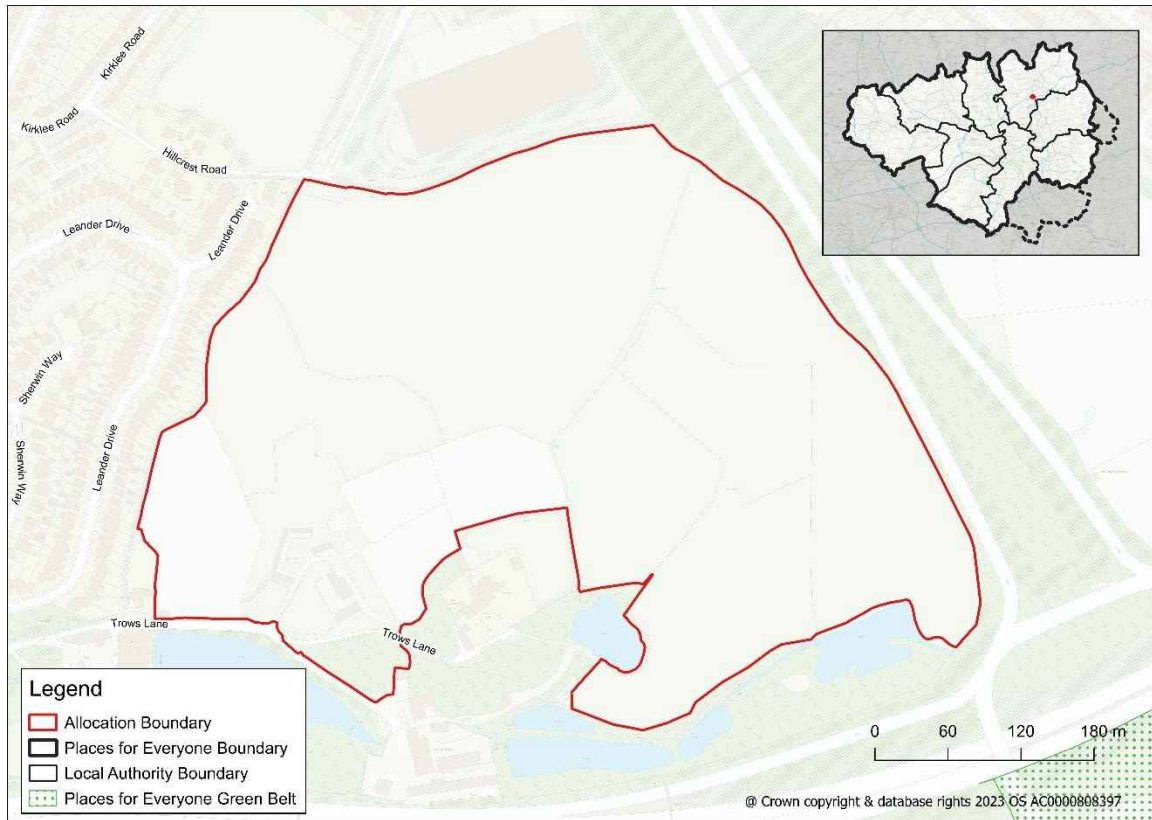 Kirklee Road
Kirklee Road
Hillcrest Road
Leander Drive
Leander Drive
Sherwin Way
Leander Drive
Sherwin Way
Trows Lane
Trows Lane
Legend
Allocation Boundary
Places for Everyone Boundary
Local Authority Boundary
Places for Everyone Green Belt
0 60 120 180 m
@ Crown copyright & database rights 2023 OS AC0000808397